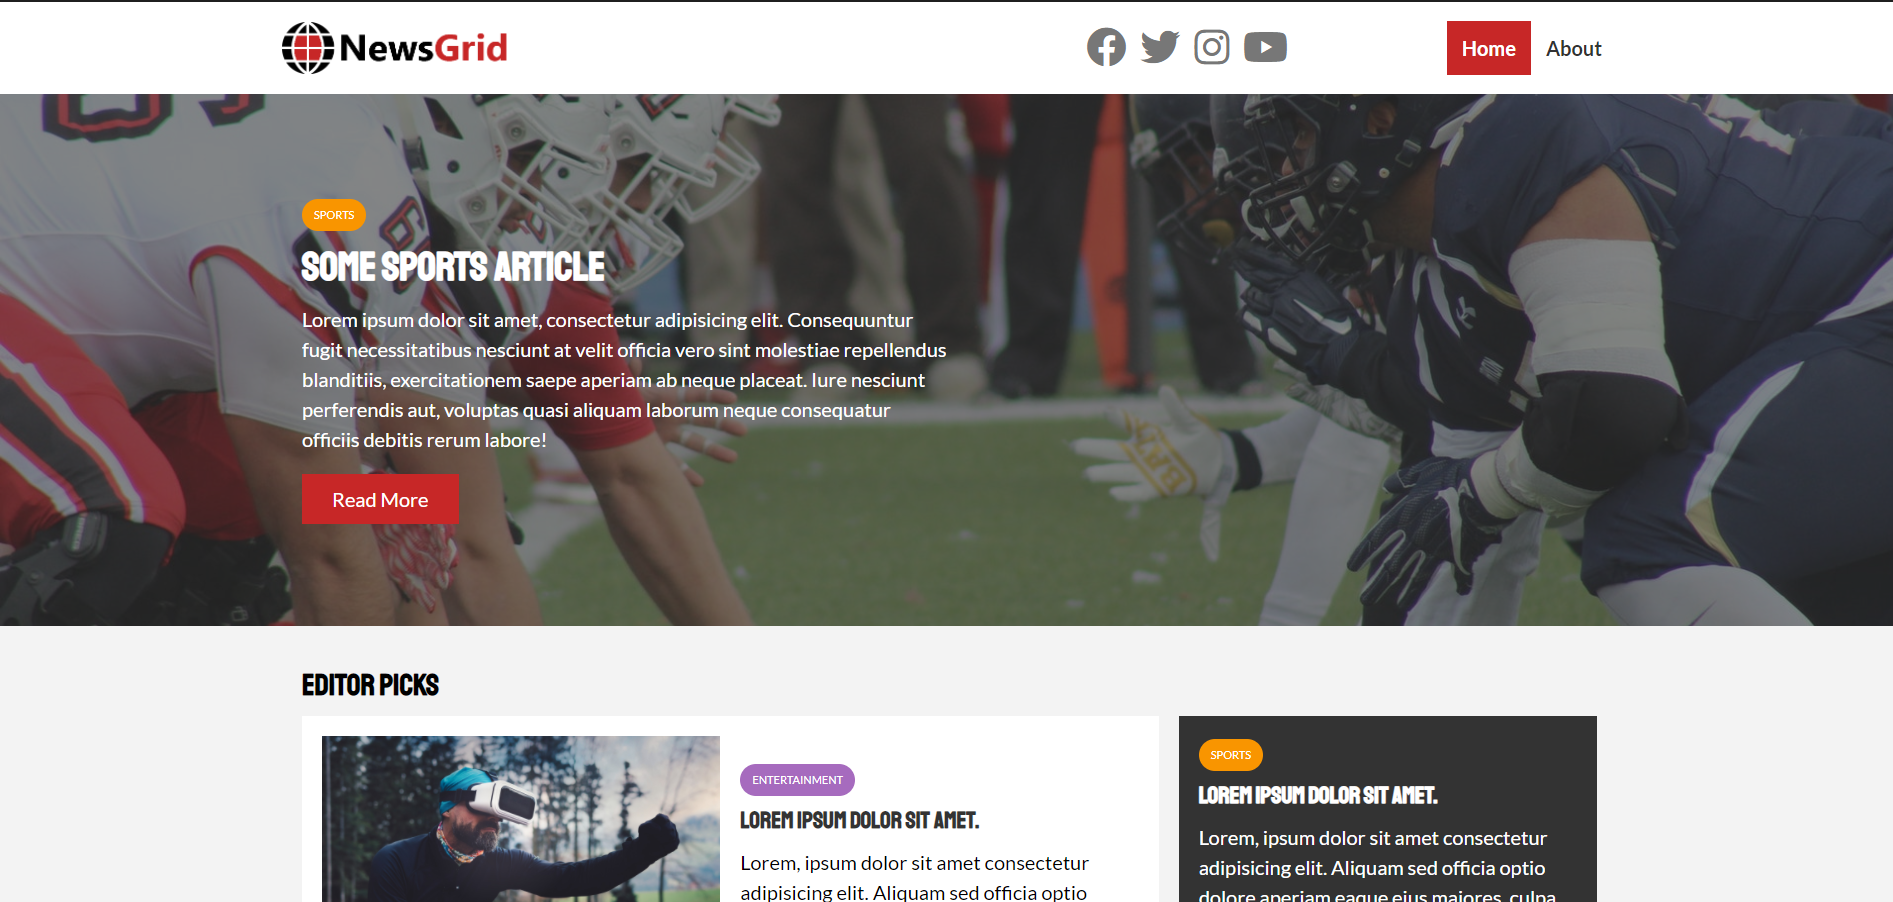 NewsGrid
Home
About
SPORTS
SOME SPORTS ARTICLE
Lorem ipsum dolor sit amet, consectetur adipisicing elit. Consequuntur
fugit necessitatibus nesciunt at velit officia vero sint molestiae repellendus
blanditiis, exercitationem saepe aperiam ab neque placeat. Iure nesciunt
perferendis aut, voluptas quasi aliquam laborum neque consequatur
officiis debitis rerum labore!
Read More
EDITOR PICKS
ENTERTAINMENT
LOREM IPSUM DOLOR SIT AMET.
Lorem, ipsum dolor sit amet consectetur
adipisicing elit. Aliquam sed officia optio
SPORTS
LOREM IPSUM DOLOR SIT AMET.
Lorem, ipsum dolor sit amet consectetur
adipisicing elit. Aliquam sed officia optio
dolore aperiam eaque eius maiores, culpa